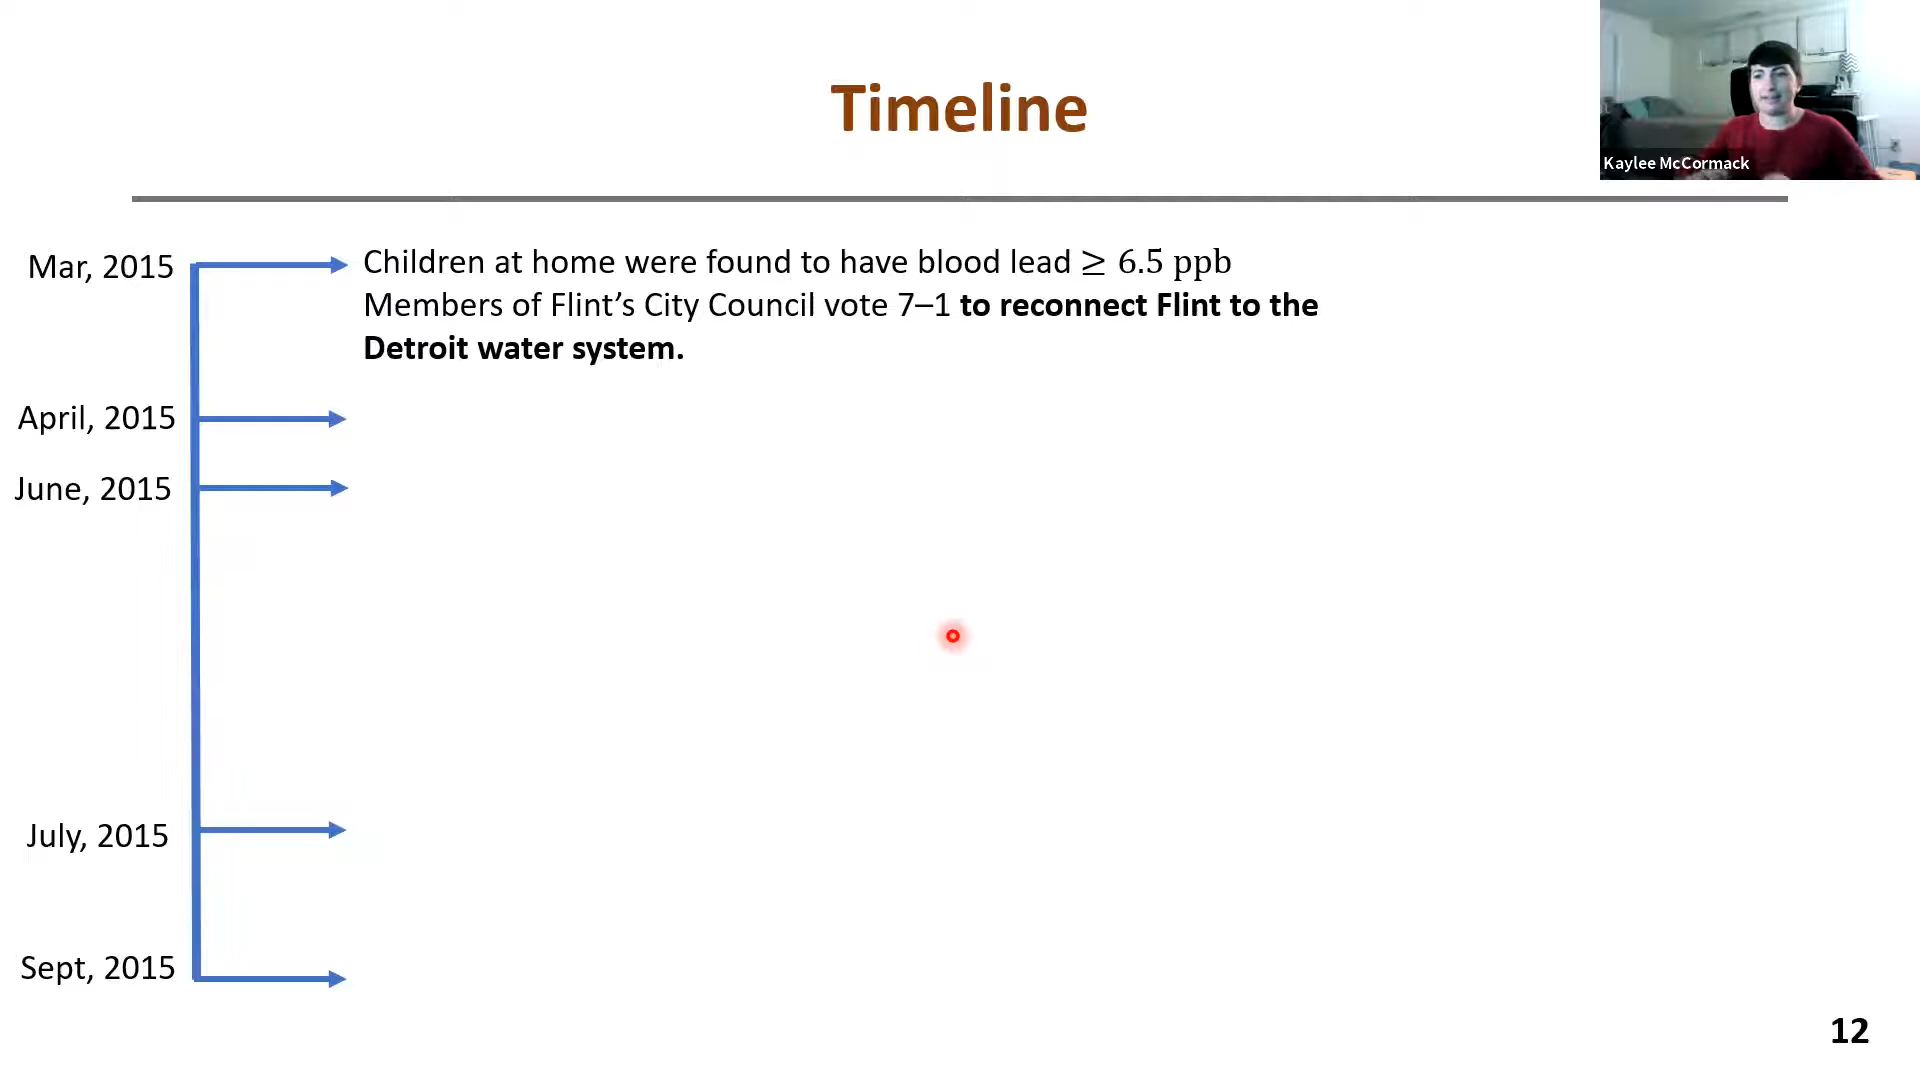 Timeline
Kaylee McCormack
Mar, 2015
Children at home were found to have blood lead ≥ 6.5 ppb
Members of Flint’s City Council vote 7–1 to reconnect Flint to the
Detroit water system.
April, 2015
June, 2015
July, 2015
Sept, 2015
12